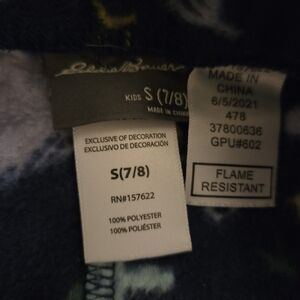 Eddie Bauer
KIDS S (7/8)
MADE IN CHINA
EXCLUSIVE OF DECORATION
EXCLUSIVO DE DECORACIÓN
S(7/8)
RN#157622
100% POLYESTER
100% POLIÉSTER
MADE IN
CHINA
6/5/2021
478
37800636
GPU#602
FLAME
RESISTANT